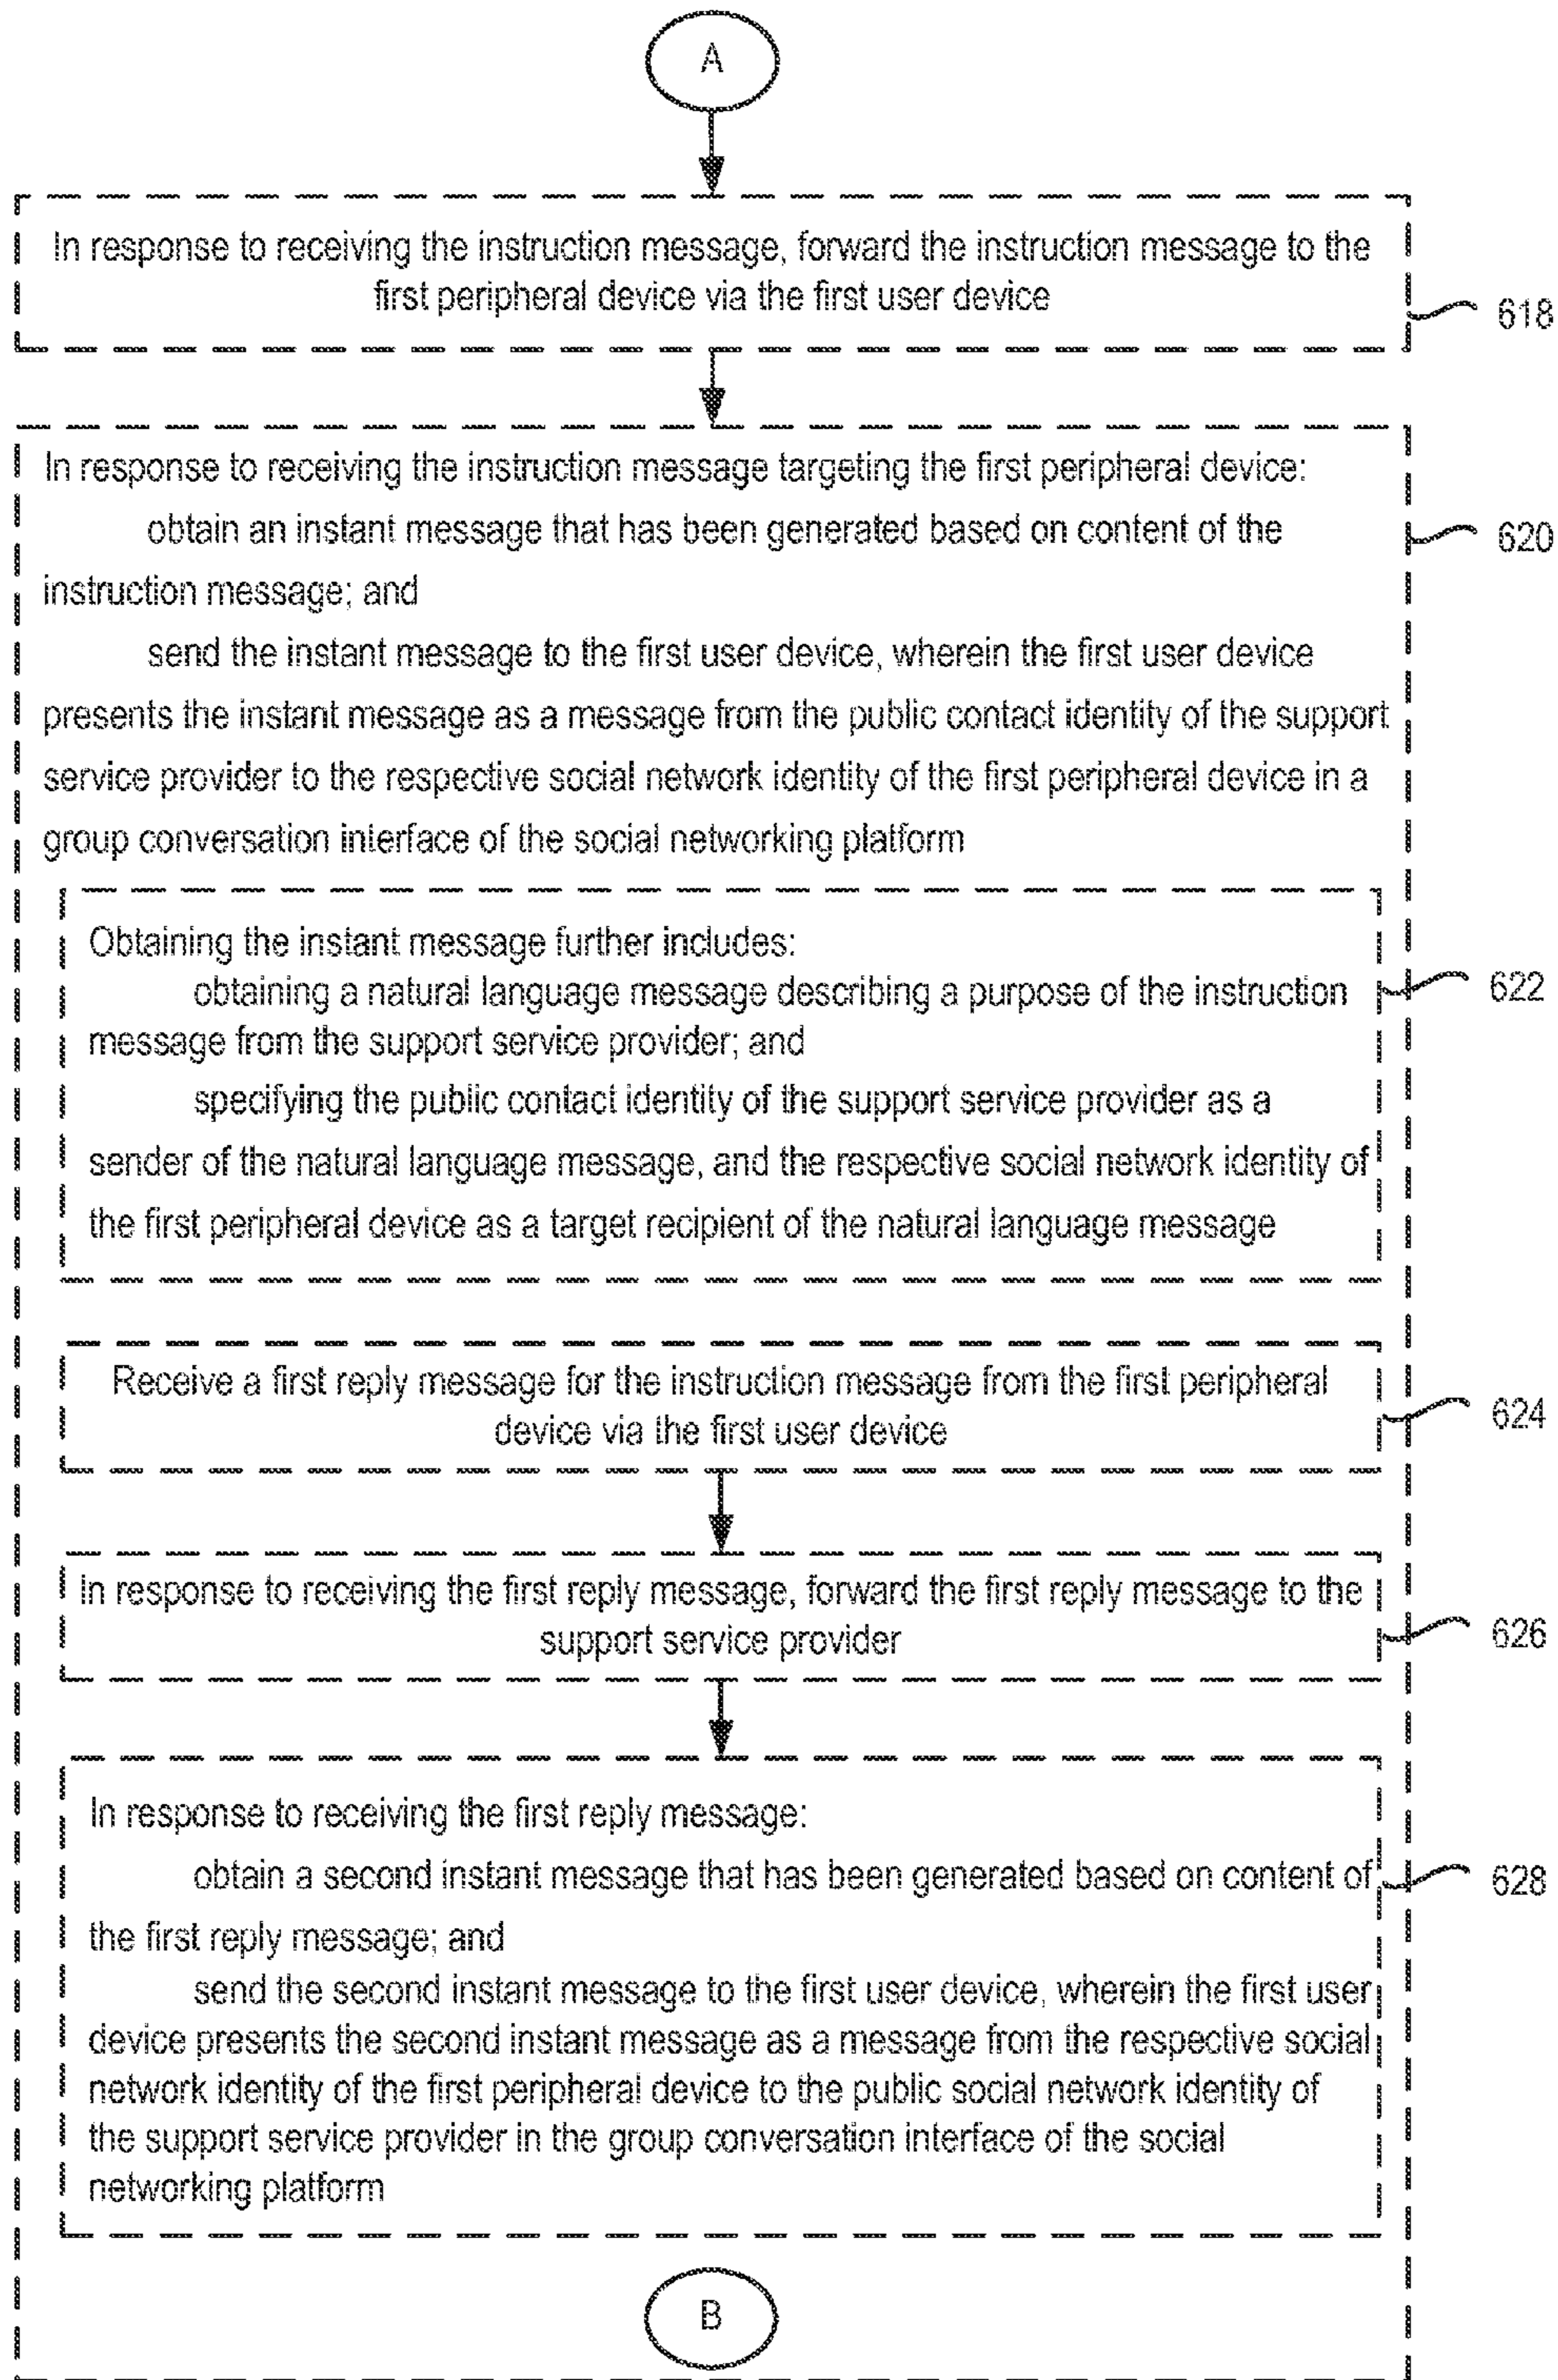 A
In response to receiving the instruction message, forward the instruction message to the
first peripheral device via the first user device
618
In response to receiving the instruction message targeting the first peripheral device:
obtain an instant message that has been generated based on content of the
620
instruction message; and
send the instant message to the first user device, wherein the first user device
presents the instant message as a message from the public contact identity of the support
service provider to the respective social network identity of the first peripheral device in a
group conversation interface of the social networking platform
Obtaining the instant message further includes:
obtaining a natural language message describing a purpose of the instruction
622
message from the support service provider; and
specifying the public contact identity of the support service provider as a
sender of the natural language message, and the respective social network identity of
the first peripheral device as a target recipient of the natural language message
Receive a first reply message for the instruction message from the first peripheral
device via the first user device
624
In response to receiving the first reply message, forward the first reply message to the
support service provider
626
In response to receiving the first reply message:
obtain a second instant message that has been generated based on content of
628
the first reply message; and
send the second instant message to the first user device, wherein the first user
device presents the second instant message as a message from the respective social
network identity of the first peripheral device to the public social network identity of
the support service provider in the group conversation interface of the social
networking platform
B